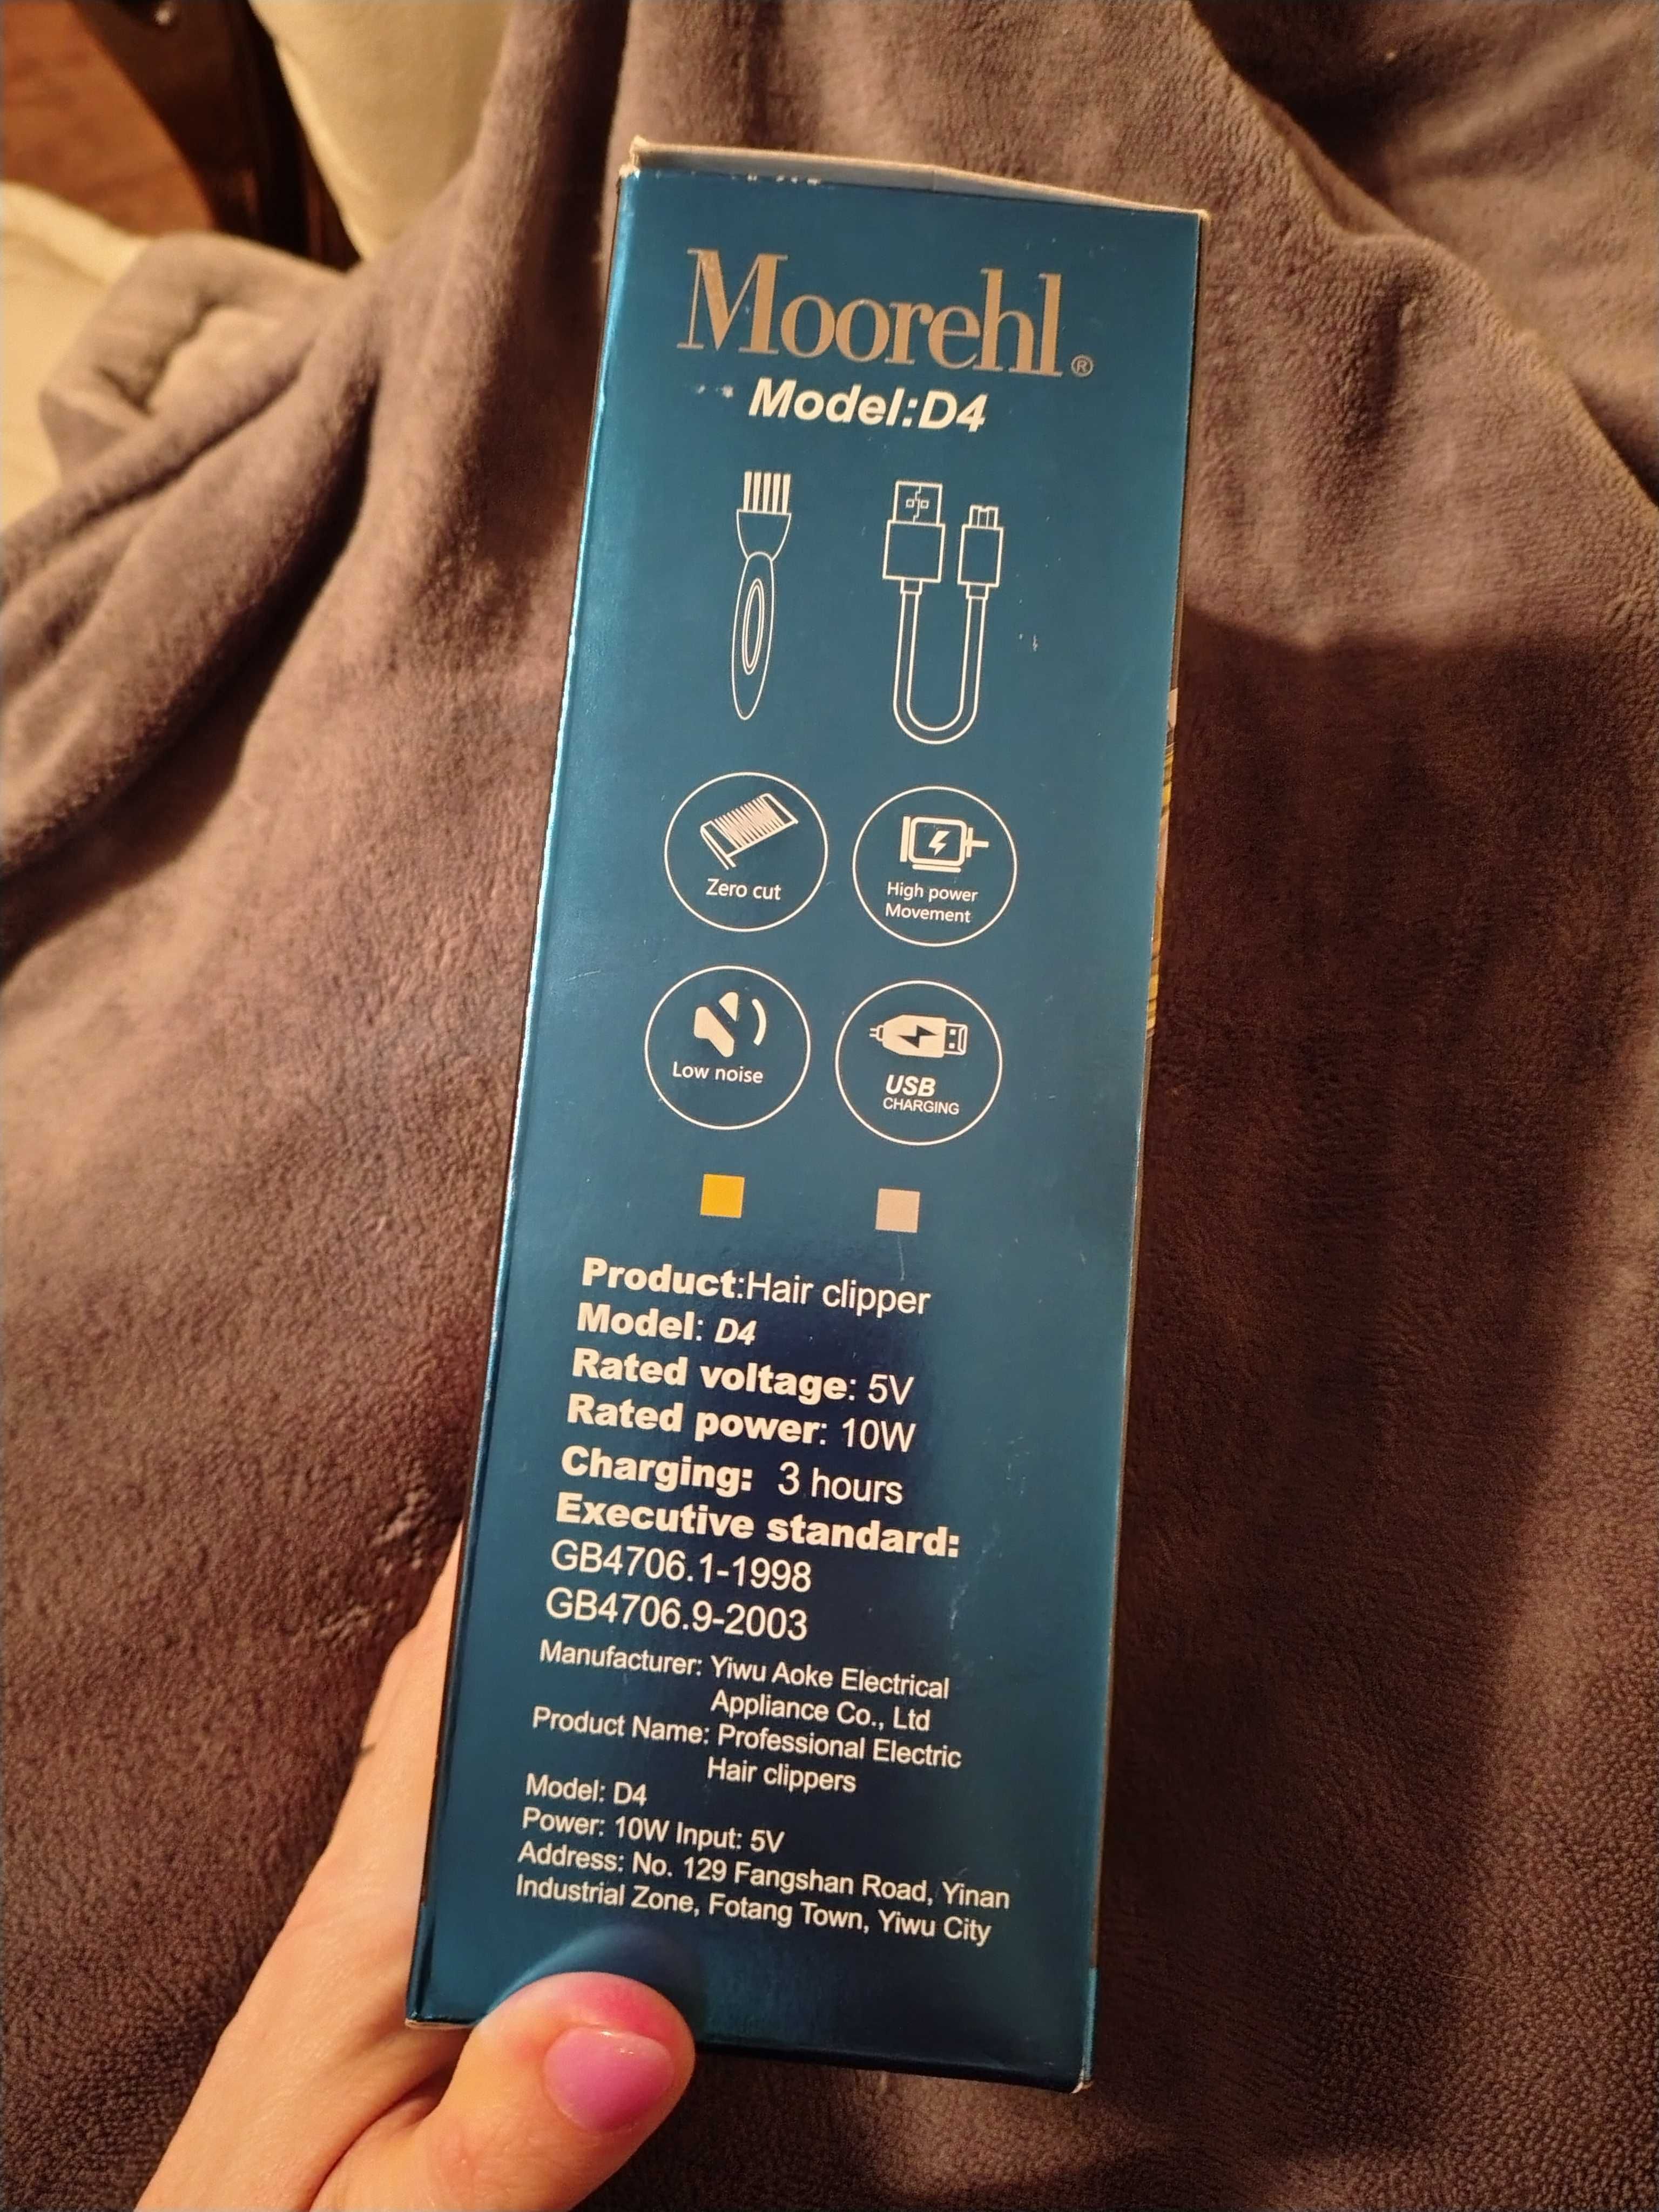 Moorehl®
Model:D4
Zero cut
High power
Movement
Low noise
USB
CHARGING
Product:Hair clipper
Model: D4
Rated voltage: 5V
Rated power: 10W
Charging: 3 hours
Executive standard:
GB4706.1-1998
GB4706.9-2003
Manufacturer: Yiwu Aoke Electrical
Appliance Co., Ltd
Product Name: Professional Electric
Hair clippers
Model: D4
Power: 10W Input: 5V
Address: No. 129 Fangshan Road, Yinan
Industrial Zone, Fotang Town, Yiwu City